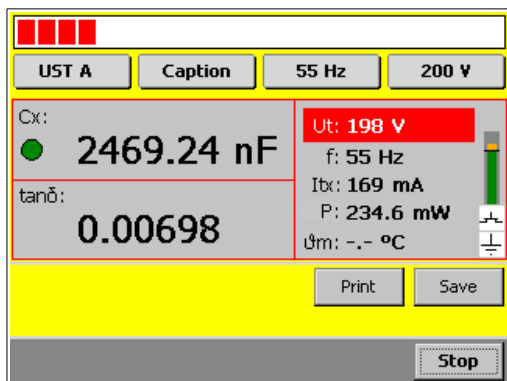 UST A Caption 55 Hz 200 V
Cx:
2469.24 nF
tanδ:
0.00698
Ut: 198 V
f: 55 Hz
Itx: 169 mA
P: 234.6 mW
ϑm: -.- ºC
Print Save
Stop